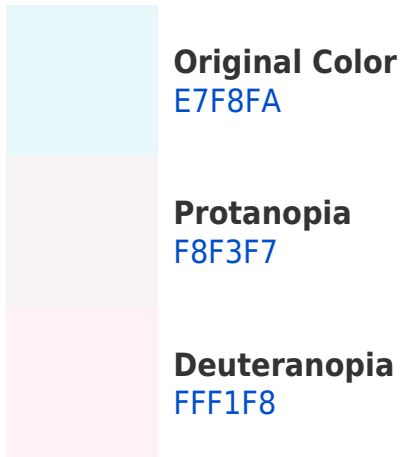 Original Color
E7F8FA
Protanopia
F8F3F7
Deuteranopia
FFF1F8